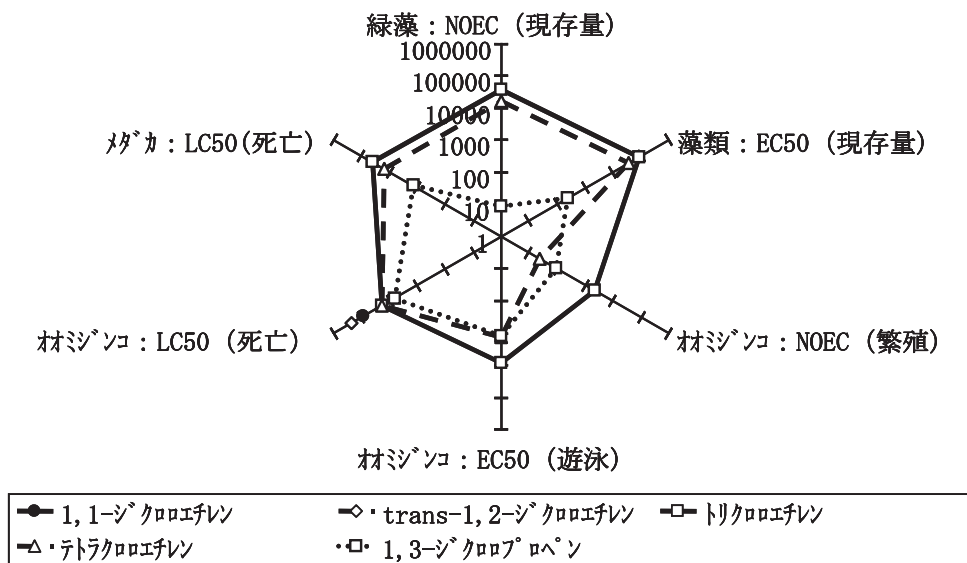 緑藻：NOEC (現存量)
1000000
100000
10000
1000
100
10
1
ﾒﾀﾞｶ：LC50(死亡)
藻類：EC50 (現存量)
ｵｵﾐｼﾞﾝｺ：LC50 (死亡)
ｵｵﾐｼﾞﾝｺ：NOEC (繁殖)
ｵｵﾐｼﾞﾝｺ：EC50 (遊泳)
1,1-ｼﾞｸﾛﾛｴﾁﾚﾝ trans-1,2-ｼﾞｸﾛﾛｴﾁﾚﾝ ﾄﾘｸﾛﾛｴﾁﾚﾝ
ﾃﾄﾗｸﾛﾛｴﾁﾚﾝ 1,3-ｼﾞｸﾛﾛﾌﾟﾛﾍﾟﾝ